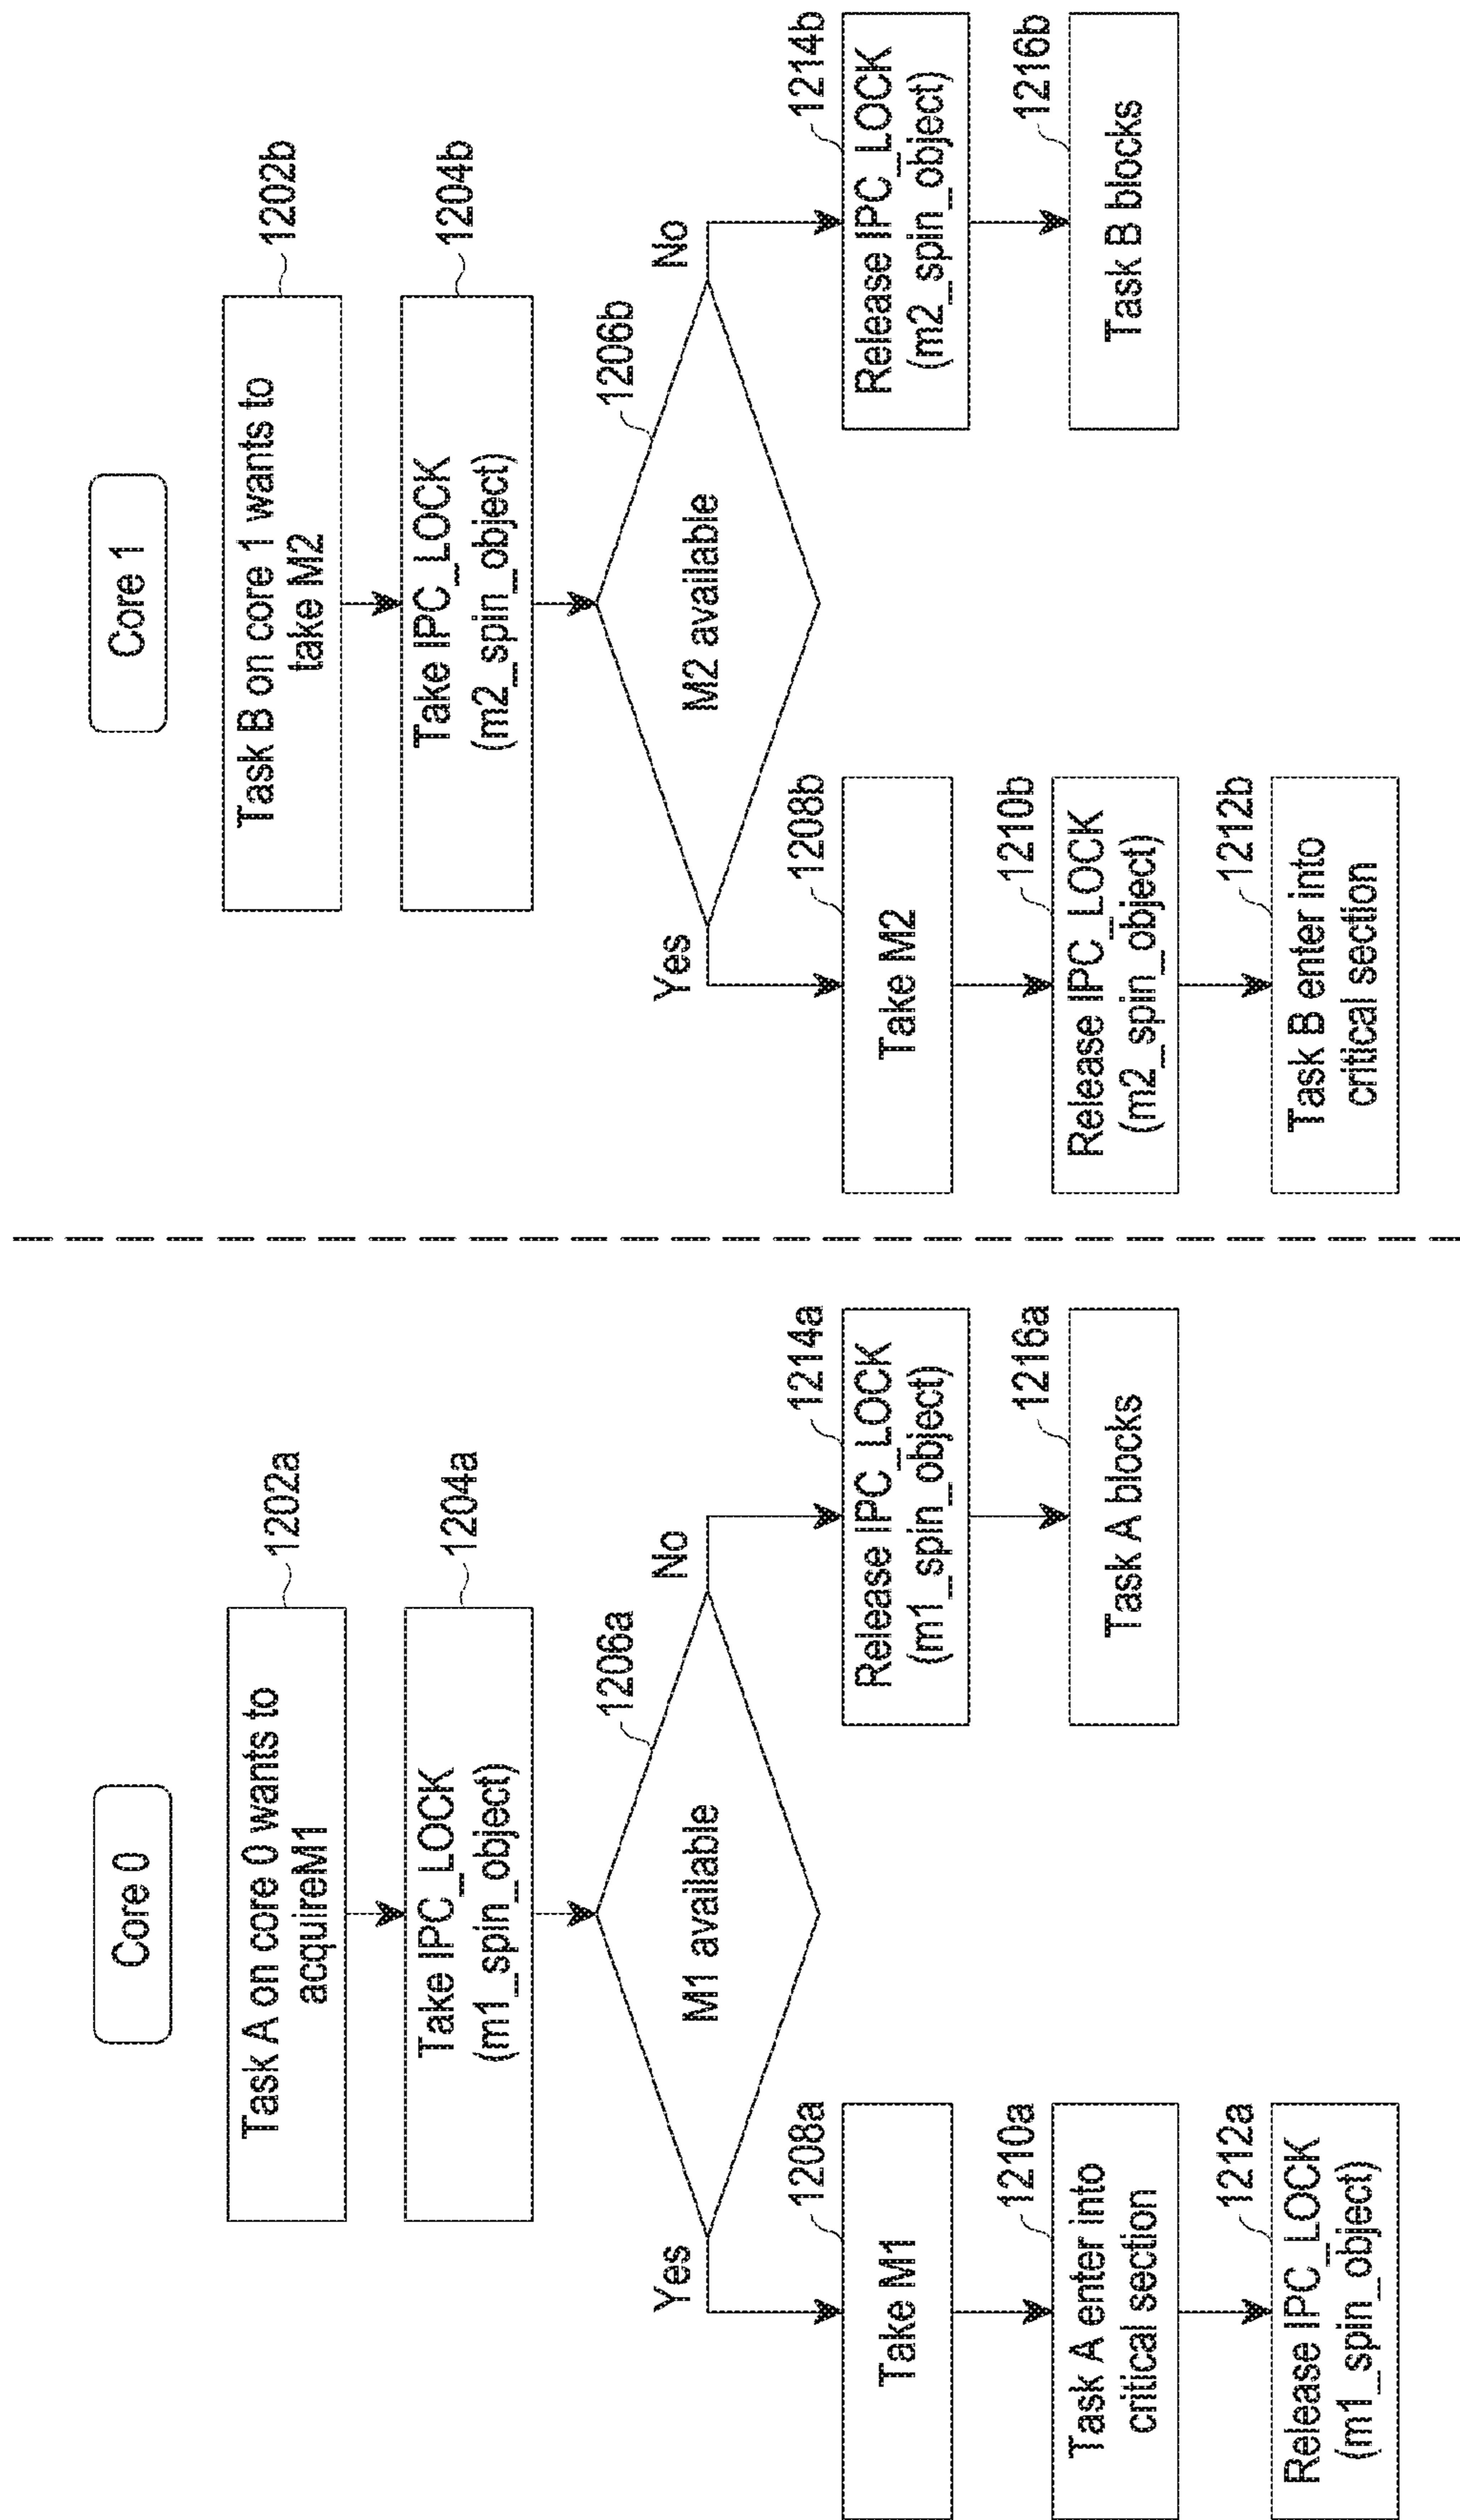 Core 0
Task A on core 0 wants to
acquireM1
1202a
Take IPC_LOCK
(m1_spin_object)
1204a
M1 available
1206a
Yes
No
Take M1
1208a
Task A enter into
critical section
1210a
Release IPC_LOCK
(m1_spin_object)
1212a
Release IPC_LOCK
(m1_spin_object)
1214a
Task A blocks
1216a
Core 1
Task B on core 1 wants to
take M2
1202b
Take IPC_LOCK
(m2_spin_object)
1204b
M2 available
1206b
Yes
No
Take M2
1208b
Release IPC_LOCK
(m2_spin_object)
1210b
Task B enter into
critical section
1212b
Release IPC_LOCK
(m2_spin_object)
1214b
Task B blocks
1216b